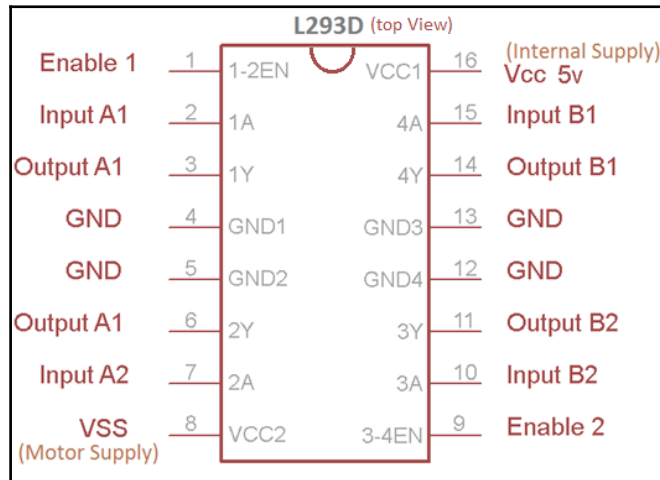 L293D (top View)
Enable 1 1 1-2EN VCC1 16 (Internal Supply)
Vcc 5v
Input A1 2 1A 4A 15 Input B1
Output A1 3 1Y 4Y 14 Output B1
GND 4 GND1 GND3 13 GND
GND 5 GND2 GND4 12 GND
Output A1 6 2Y 3Y 11 Output B2
Input A2 7 2A 3A 10 Input B2
VSS 8 VCC2 3-4EN 9 Enable 2
(Motor Supply)